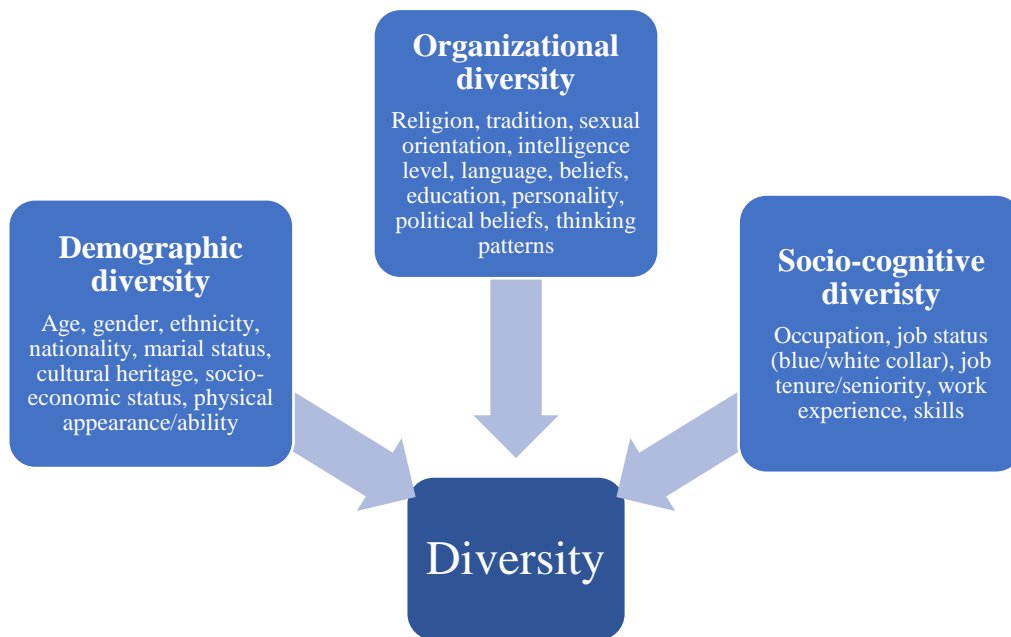 Organizational
diversity
Religion, tradition, sexual
orientation, intelligence
level, language, beliefs,
education, personality,
political beliefs, thinking
patterns
Demographic
diversity
Age, gender, ethnicity,
nationality, marial status,
cultural heritage, socio-
economic status, physical
appearance/ability
Socio-cognitive
diveristy
Occupation, job status
(blue/white collar), job
tenure/seniority, work
experience, skills
Diversity